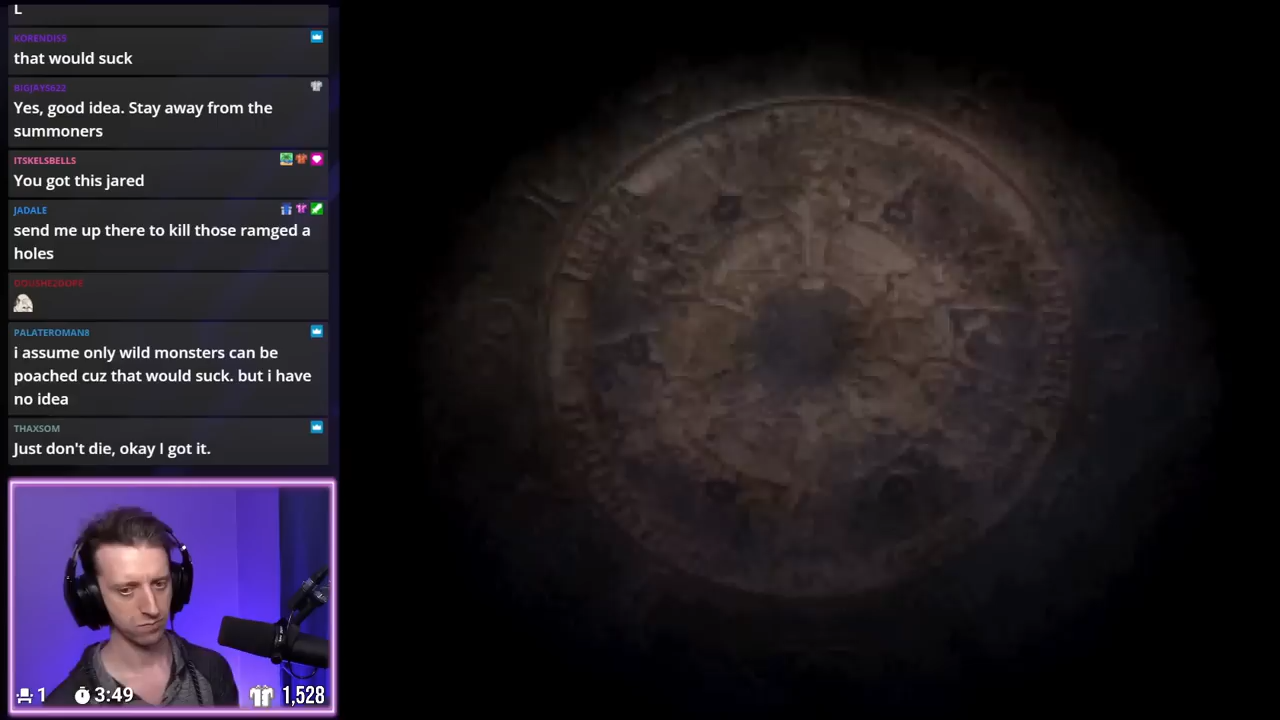 L
KORENDISS
that would suck
BIGJAYS622
Yes, good idea. Stay away from the
summoners
ITSKELSBELLS
You got this jared
JADALE
send me up there to kill those ramged a
holes
DOUSHE2DOPE
PALATEROMAN8
i assume only wild monsters can be
poached cuz that would suck. but i have
no idea
THAXSOM
Just don't die, okay I got it.
1
3:49
1,528